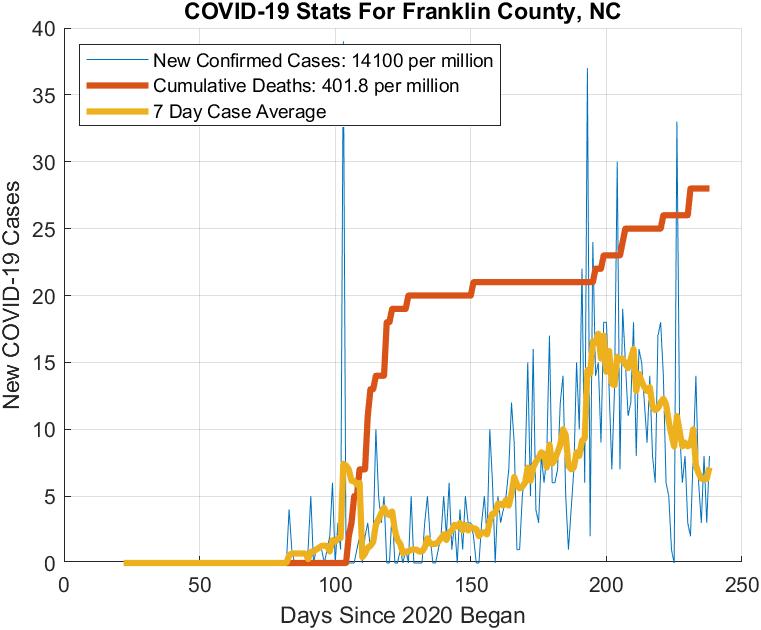 COVID-19 Stats For Franklin County, NC
New Confirmed Cases: 14100 per million
Cumulative Deaths: 401.8 per million
7 Day Case Average
New COVID-19 Cases
40
35
30
25
20
15
10
5
0
0 50 100 150 200 250
Days Since 2020 Began